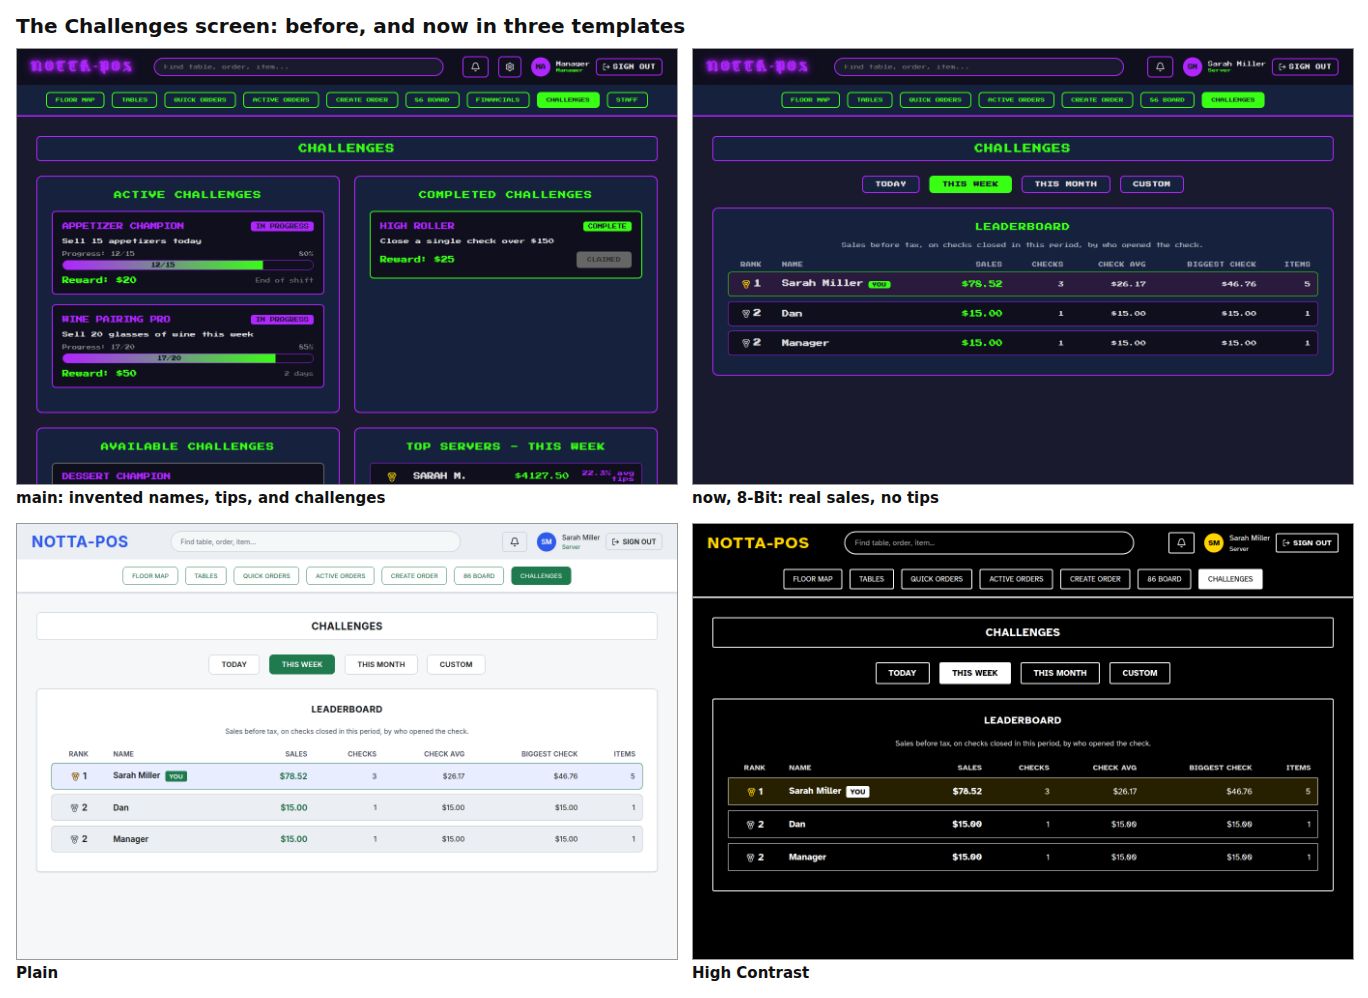 The Challenges screen: before, and now in three templates
NOTTA-POS
Find table, order, item...
MA
Manager
Manager
SIGN OUT
FLOOR MAP
TABLES
QUICK ORDERS
ACTIVE ORDERS
CREATE ORDER
86 BOARD
FINANCIALS
CHALLENGES
STAFF
CHALLENGES
ACTIVE CHALLENGES
APPETIZER CHAMPION
IN PROGRESS
Sell 15 appetizers today
Progress: 12/15
80%
12/15
Reward: $20
End of shift
WINE PAIRING PRO
IN PROGRESS
Sell 20 glasses of wine this week
Progress: 17/20
85%
17/20
Reward: $50
2 days
COMPLETED CHALLENGES
HIGH ROLLER
COMPLETE
Close a single check over $150
Reward: $25
CLAIMED
AVAILABLE CHALLENGES
DESSERT CHAMPION
TOP SERVERS - THIS WEEK
SARAH M.
$4127.50
22.3% avg
tips
main: invented names, tips, and challenges
NOTTA-POS
Find table, order, item...
SM
Sarah Miller
Server
SIGN OUT
FLOOR MAP
TABLES
QUICK ORDERS
ACTIVE ORDERS
CREATE ORDER
86 BOARD
CHALLENGES
CHALLENGES
TODAY
THIS WEEK
THIS MONTH
CUSTOM
LEADERBOARD
Sales before tax, on checks closed in this period, by who opened the check.
RANK NAME SALES CHECKS CHECK AVG BIGGEST CHECK ITEMS
1 Sarah Miller YOU $78.52 3 $26.17 $46.76 5
2 Dan $15.00 1 $15.00 $15.00 1
2 Manager $15.00 1 $15.00 $15.00 1
now, 8-Bit: real sales, no tips
NOTTA-POS
Find table, order, item...
SM
Sarah Miller
Server
SIGN OUT
FLOOR MAP
TABLES
QUICK ORDERS
ACTIVE ORDERS
CREATE ORDER
86 BOARD
CHALLENGES
CHALLENGES
TODAY
THIS WEEK
THIS MONTH
CUSTOM
LEADERBOARD
Sales before tax, on checks closed in this period, by who opened the check.
RANK NAME SALES CHECKS CHECK AVG BIGGEST CHECK ITEMS
1 Sarah Miller YOU $78.52 3 $26.17 $46.76 5
2 Dan $15.00 1 $15.00 $15.00 1
2 Manager $15.00 1 $15.00 $15.00 1
Plain
NOTTA-POS
Find table, order, item...
SM
Sarah Miller
Server
SIGN OUT
FLOOR MAP
TABLES
QUICK ORDERS
ACTIVE ORDERS
CREATE ORDER
86 BOARD
CHALLENGES
CHALLENGES
TODAY
THIS WEEK
THIS MONTH
CUSTOM
LEADERBOARD
Sales before tax, on checks closed in this period, by who opened the check.
RANK NAME SALES CHECKS CHECK AVG BIGGEST CHECK ITEMS
1 Sarah Miller YOU $78.52 3 $26.17 $46.76 5
2 Dan $15.00 1 $15.00 $15.00 1
2 Manager $15.00 1 $15.00 $15.00 1
High Contrast